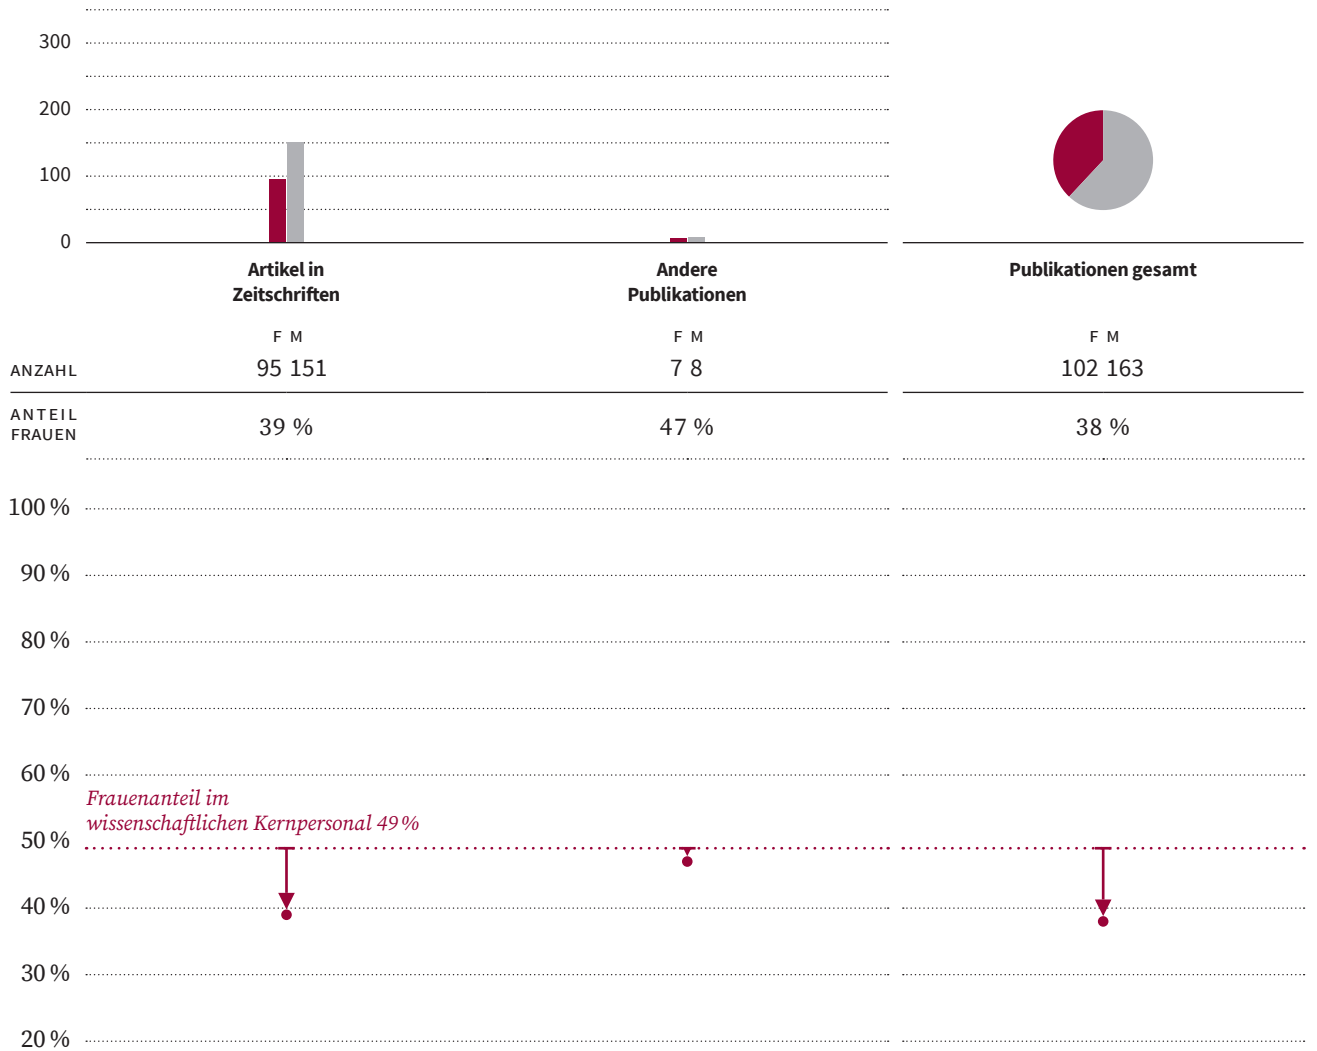 300
200
100
0
Artikel in
Zeitschriften
Andere
Publikationen
Publikationen gesamt
F M
F M
F M
ANZAHL
95 151
7 8
102 163
ANTEIL
FRAUEN
39 %
47 %
38 %
100 %
90 %
80 %
70 %
60 %
Frauenanteil im
wissenschaftlichen Kernpersonal 49 %
50 %
40 %
30 %
20 %